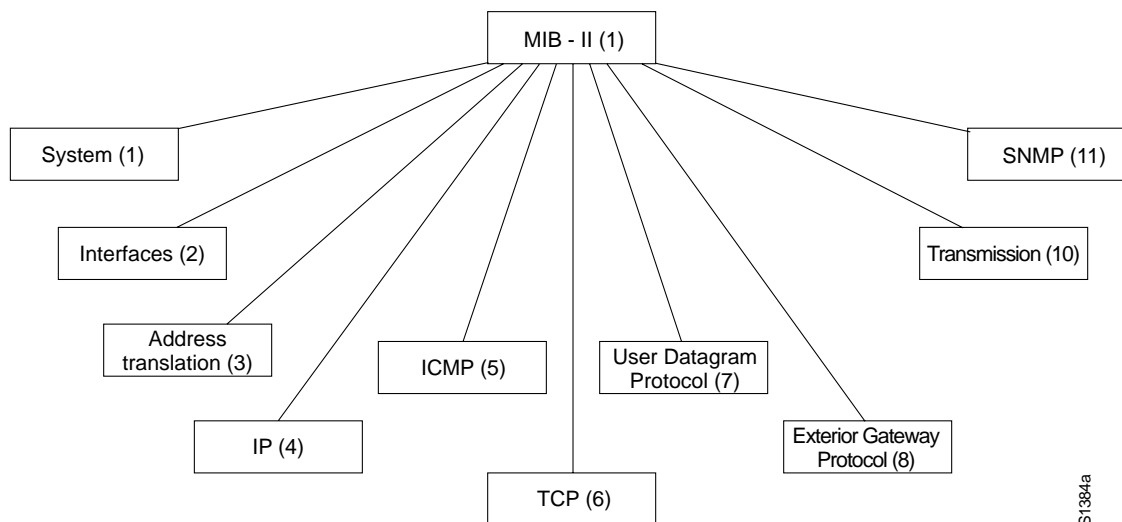 MIB - II (1)
System (1)
SNMP (11)
Interfaces (2)
Transmission (10)
Address
translation (3)
ICMP (5)
User Datagram
Protocol (7)
IP (4)
Exterior Gateway
Protocol (8)
TCP (6)
S1384a